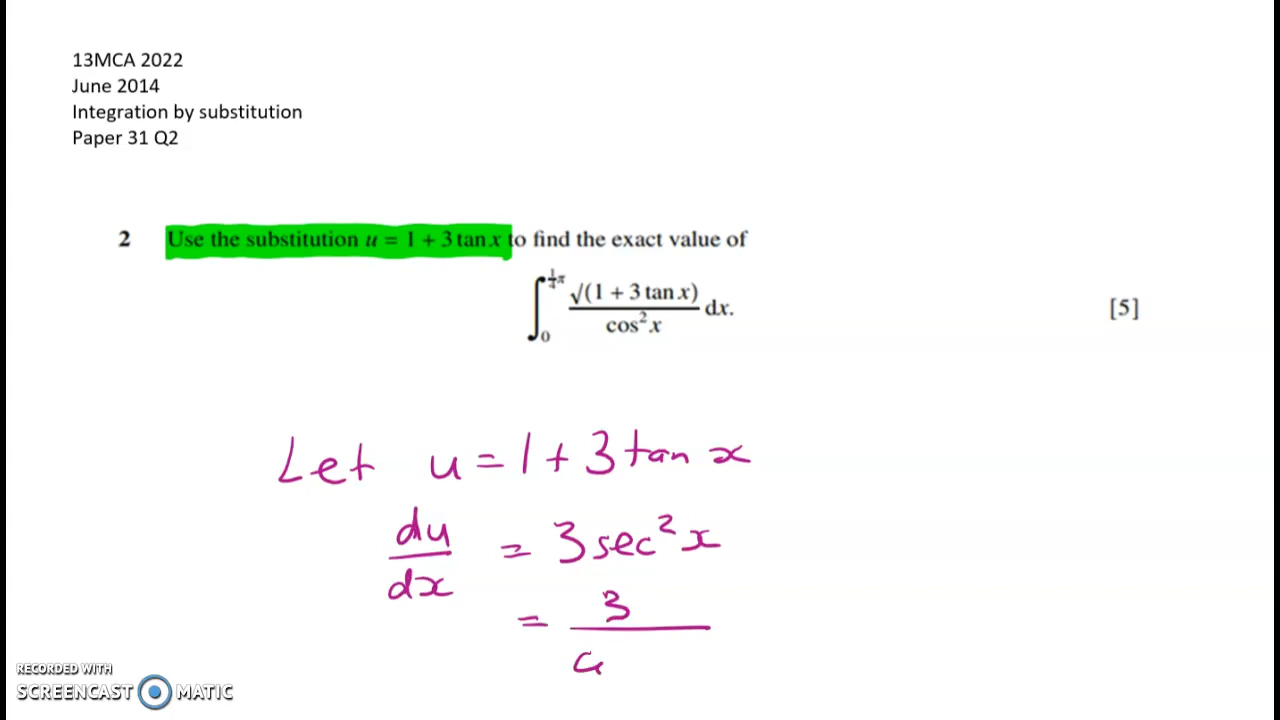 13MCA 2022
June 2014
Integration by substitution
Paper 31 Q2
2 Use the substitution u = 1 + 3 tan x to find the exact value of
∫₀^{¼π} √(1 + 3 tan x) / cos² x dx. [5]
Let u = 1 + 3 tan x
du/dx = 3 sec² x
= 3
c
RECORDED WITH
SCREENCAST MATIC